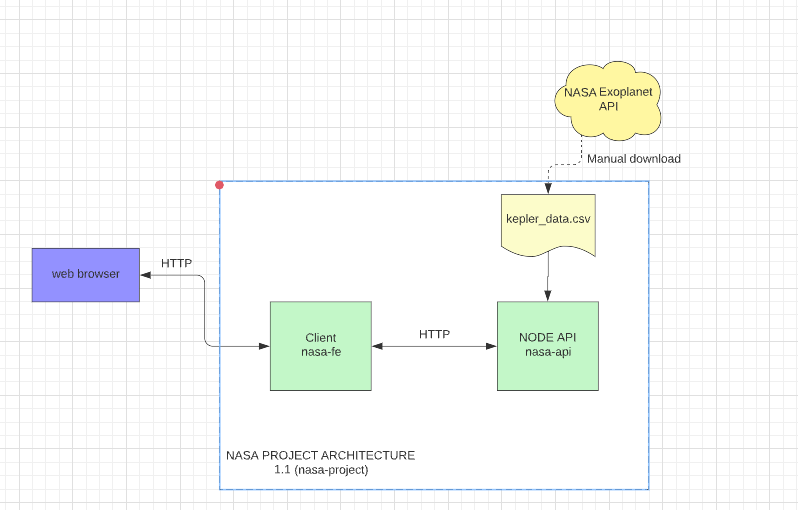 NASA Exoplanet
API
Manual download
kepler_data.csv
HTTP
web browser
Client
nasa-fe
HTTP
NODE API
nasa-api
NASA PROJECT ARCHITECTURE
1.1 (nasa-project)